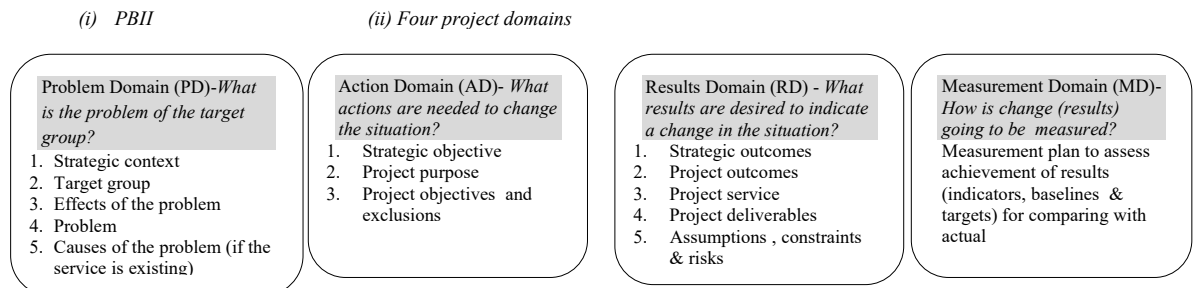 (i) PBII
(ii) Four project domains
Problem Domain (PD)-What
is the problem of the target
group?
1. Strategic context
2. Target group
3. Effects of the problem
4. Problem
5. Causes of the problem (if the
service is existing)
Action Domain (AD)- What
actions are needed to change
the situation?
1. Strategic objective
2. Project purpose
3. Project objectives and
exclusions
Results Domain (RD) - What
results are desired to indicate
a change in the situation?
1. Strategic outcomes
2. Project outcomes
3. Project service
4. Project deliverables
5. Assumptions , constraints
& risks
Measurement Domain (MD)-
How is change (results)
going to be measured?
Measurement plan to assess
achievement of results
(indicators, baselines &
targets) for comparing with
actual